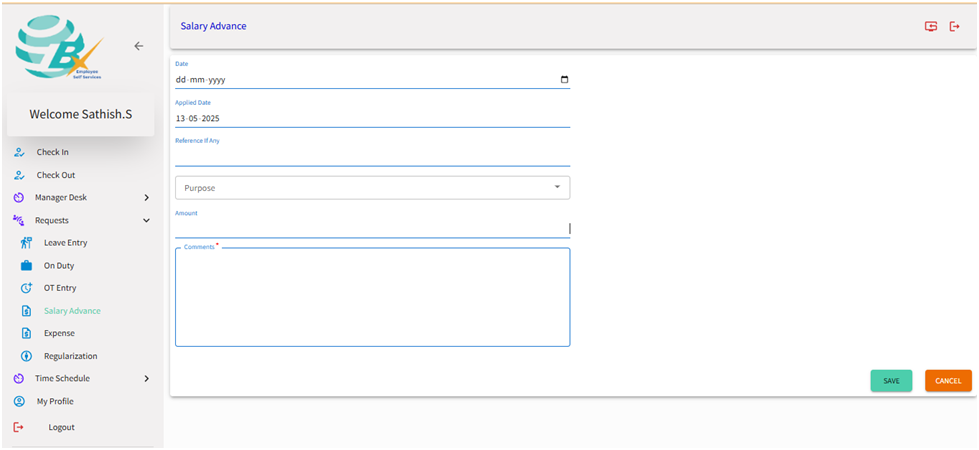 TBX
Employee
Self Services
Welcome Sathish.S
Check In
Check Out
Manager Desk
Requests
Leave Entry
On Duty
OT Entry
Salary Advance
Expense
Regularization
Time Schedule
My Profile
Logout
Salary Advance
Date
dd-mm-yyyy
Applied Date
13-05-2025
Reference If Any
Purpose
Amount
Comments *
SAVE
CANCEL